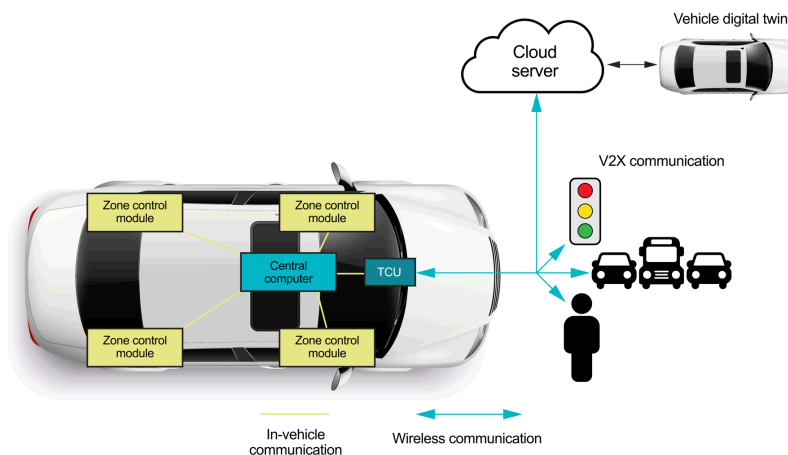 Vehicle digital twin
Cloud
server
V2X communication
Zone control
module
Zone control
module
Central
computer
TCU
Zone control
module
Zone control
module
In-vehicle
communication
Wireless communication